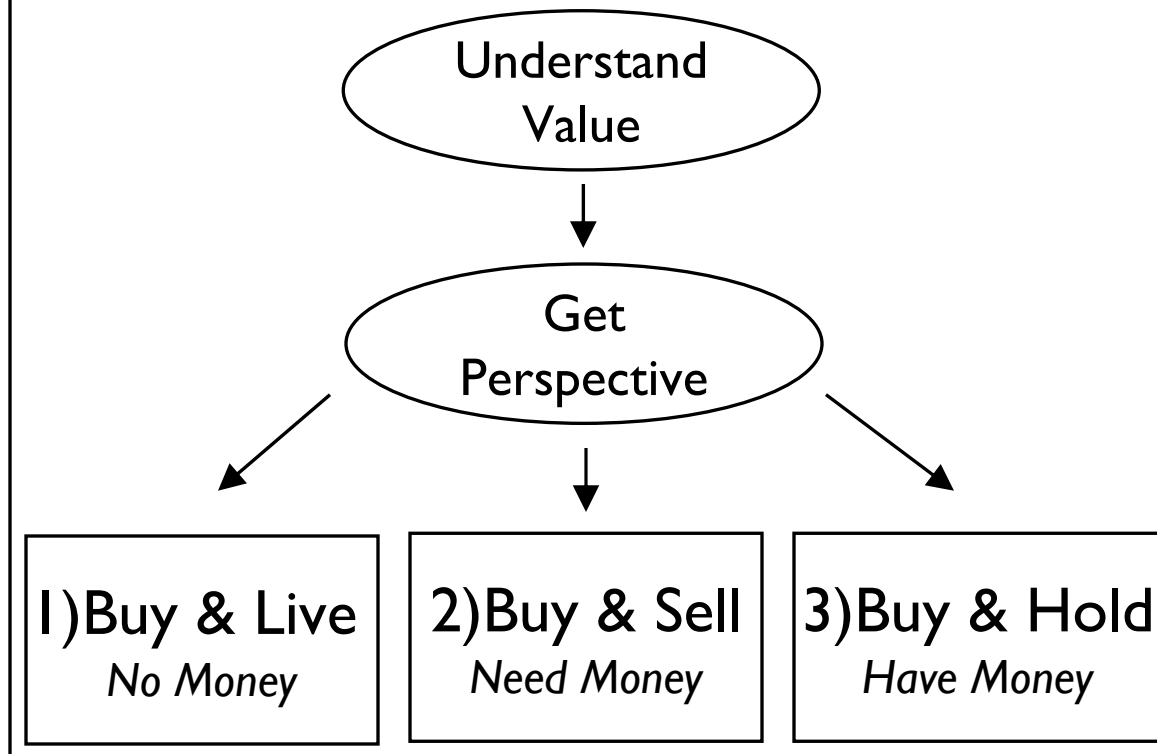 Understand
Value
Get
Perspective
1)Buy & Live
No Money
2)Buy & Sell
Need Money
3)Buy & Hold
Have Money